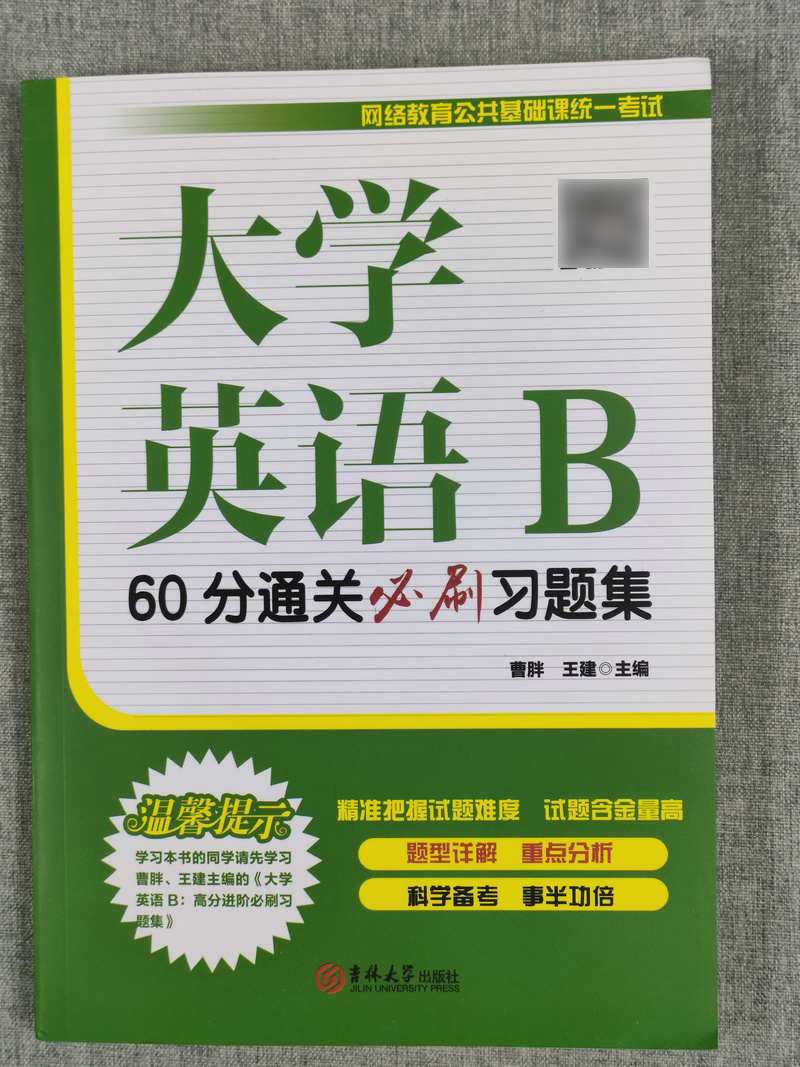 网络教育公共基础课统一考试
大学
英语 B
60 分通关必刷习题集
曹胖 王建◎主编
温馨提示
学习本书的同学请先学习
曹胖、王建主编的《大学
英语 B：高分进阶必刷习
题集》
精准把握试题难度 试题含金量高
题型详解 重点分析
科学备考 事半功倍
吉林大学出版社
JILIN UNIVERSITY PRESS